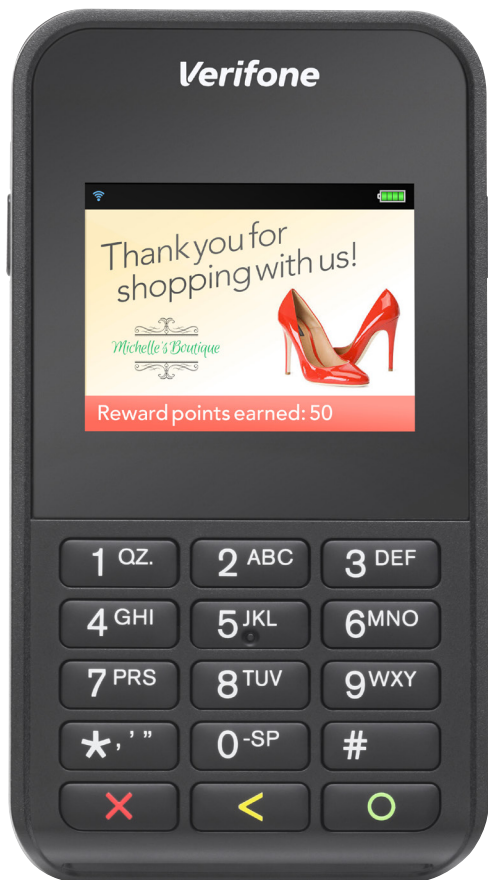 Verifone
Thank you for
shopping with us!
Michelle's Boutique
Reward points earned: 50
1 QZ. 2 ABC 3 DEF
4 GHI 5 JKL 6 MNO
7 PRS 8 TUV 9 WXY
*, ' " 0 -SP #
X < O